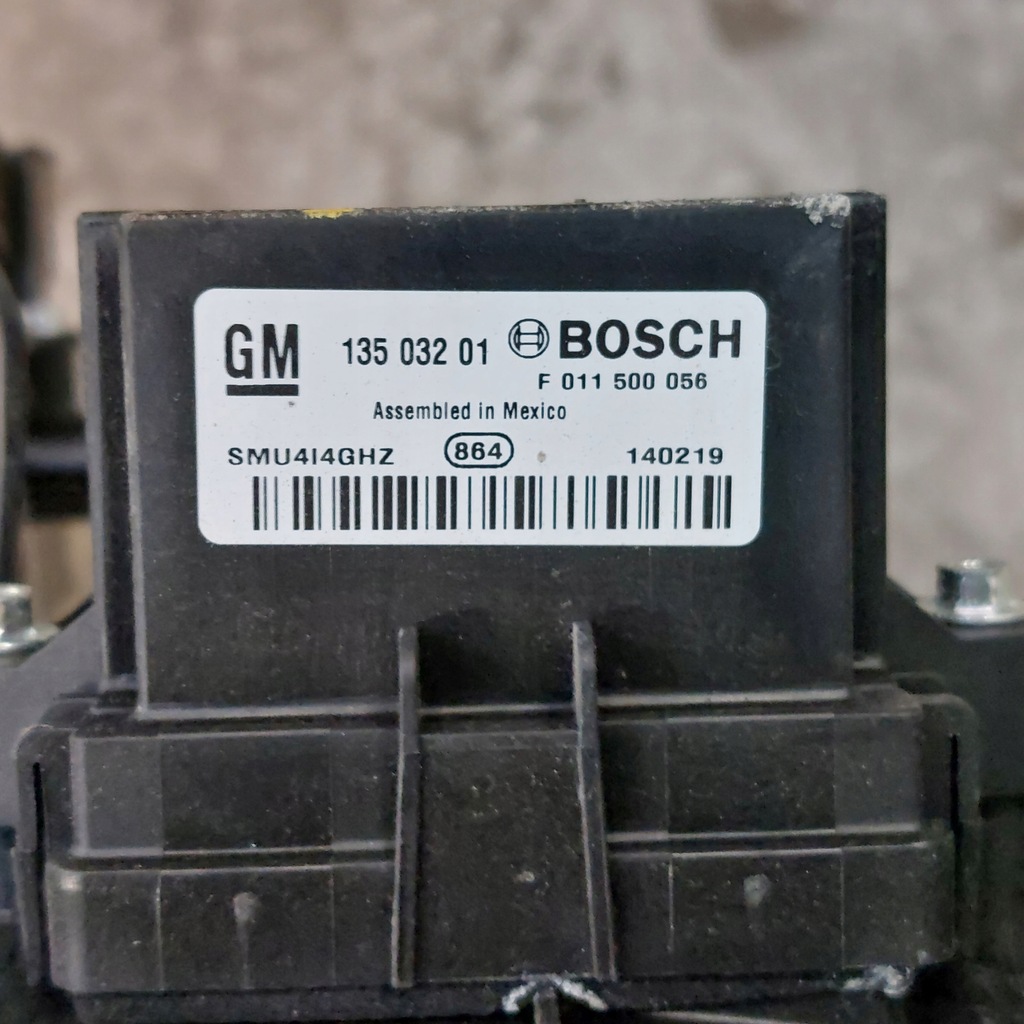 GM 135 032 01 BOSCH
F 011 500 056
Assembled in Mexico
SMU4I4GHZ 864 140219